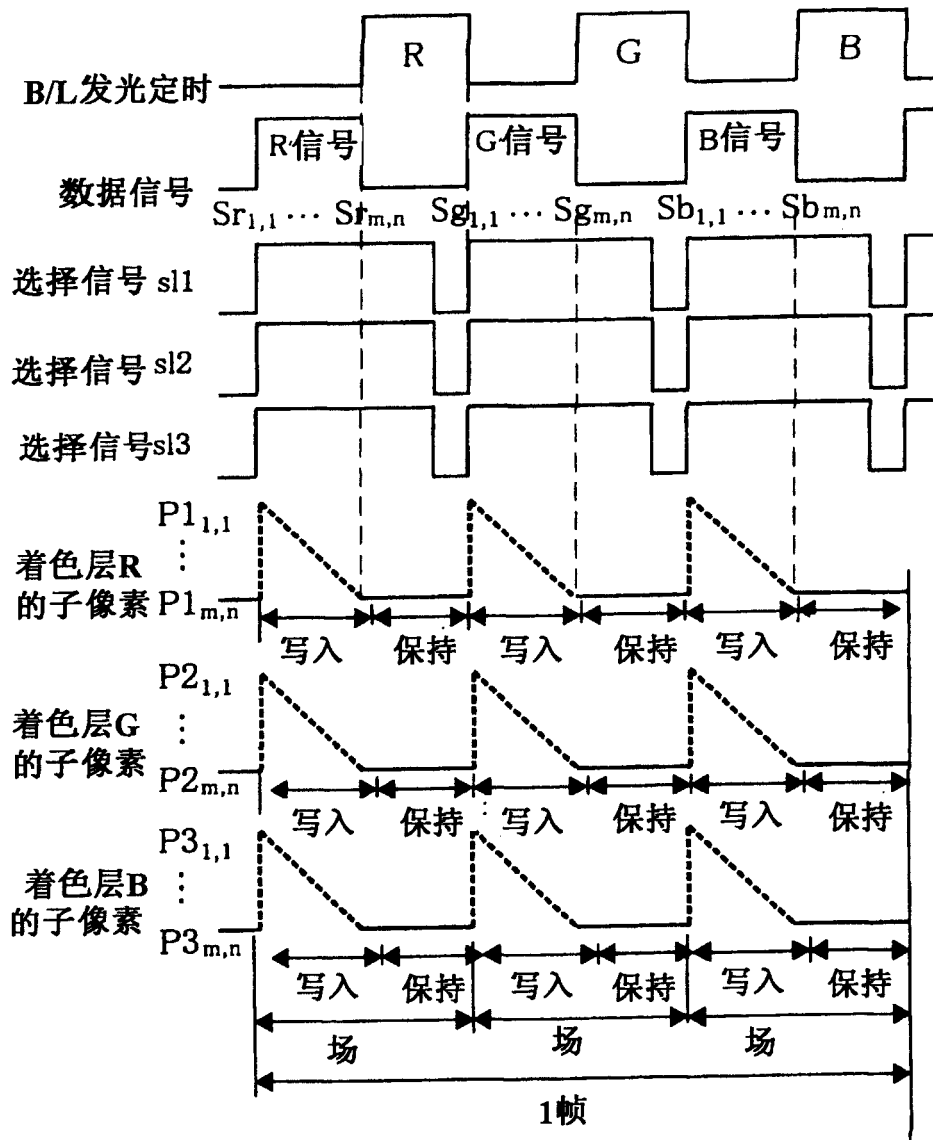 R G B
B/L发光定时
R信号 G信号 B信号
数据信号
Sr1,1 ⋯ Srm,n Sg1,1 ⋯ Sgm,n Sb1,1 ⋯ Sbm,n
选择信号 sl1
选择信号 sl2
选择信号sl3
P11,1
⋮
着色层R
的子像素 P1m,n
写入 保持 写入 保持 写入 保持
P21,1
⋮
着色层G
的子像素
P2m,n
写入 保持 写入 保持 写入 保持
P31,1
⋮
着色层B
的子像素
P3m,n
写入 保持 写入 保持 写入 保持
场 场 场
1帧